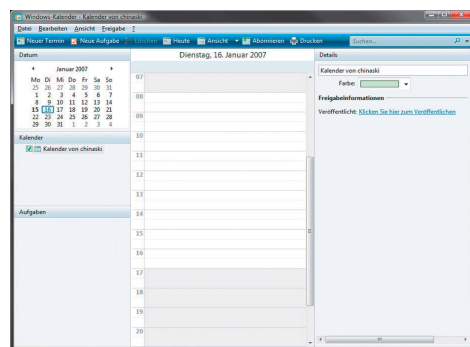 Windows-Kalender - Kalender von chinaski
Datei Bearbeiten Ansicht Freigabe ?
Neuer Termin Neue Aufgabe Löschen Heute Ansicht Abonnieren Drucken Suchen...
Datum
Januar 2007
Mo Di Mi Do Fr Sa So
25 26 27 28 29 30 31
1 2 3 4 5 6 7
8 9 10 11 12 13 14
15 16 17 18 19 20 21
22 23 24 25 26 27 28
29 30 31 1 2 3 4
Kalender
Kalender von chinaski
Aufgaben
Dienstag, 16. Januar 2007
07
08
09
10
11
12
13
14
15
16
17
18
19
20
Details
Kalender von chinaski
Farbe:
Freigabeinformationen
Veröffentlicht: Klicken Sie hier zum Veröffentlichen